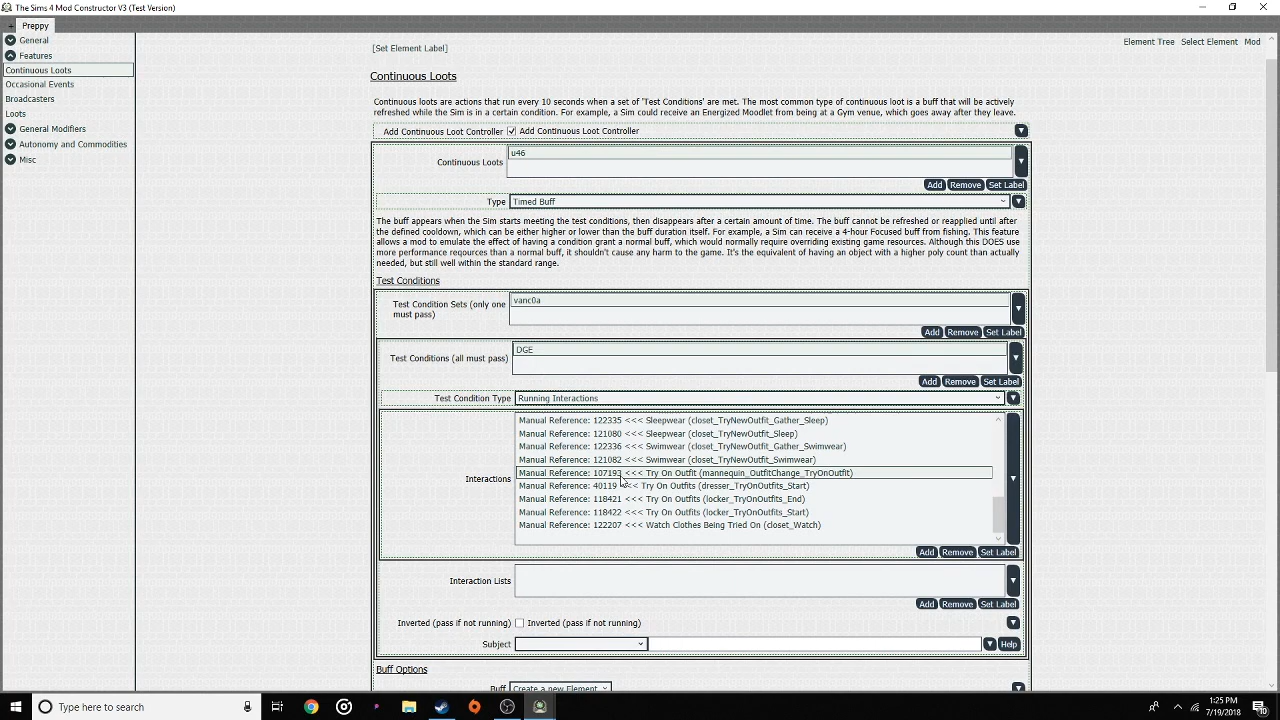 The Sims 4 Mod Constructor V3 (Test Version)
+ Preppy
General
Features
Continuous Loots
Occasional Events
Broadcasters
Loots
General Modifiers
Autonomy and Commodities
Misc
Element Tree Select Element Mod
[Set Element Label]
Continuous Loots
Continuous loots are actions that run every 10 seconds when a set of 'Test Conditions' are met. The most common type of continuous loot is a buff that will be actively
refreshed while the Sim is in a certain condition. For example, a Sim could receive an Energized Moodlet from being at a Gym venue, which goes away after they leave.
Add Continuous Loot Controller Add Continuous Loot Controller
Continuous Loots u46
Add Remove Set Label
Type Timed Buff
The buff appears when the Sim starts meeting the test conditions, then disappears after a certain amount of time. The buff cannot be refreshed or reapplied until after
the defined cooldown, which can be either higher or lower than the buff duration itself. For example, a Sim can receive a 4-hour Focused buff from fishing. This feature
allows a mod to emulate the effect of having a condition grant a normal buff, which would normally require overriding existing game resources. Although this DOES use
more performance reqources than a normal buff, it shouldn't cause any harm to the game. It's the equivalent of having an object with a higher poly count than actually
needed, but still well within the standard range.
Test Conditions
Test Condition Sets (only one
must pass)
vanc0a
Add Remove Set Label
Test Conditions (all must pass) DGE
Add Remove Set Label
Test Condition Type Running Interactions
Interactions
Manual Reference: 122335 <<< Sleepwear (closet_TryNewOutfit_Gather_Sleep)
Manual Reference: 121080 <<< Sleepwear (closet_TryNewOutfit_Sleep)
Manual Reference: 122336 <<< Swimwear (closet_TryNewOutfit_Gather_Swimwear)
Manual Reference: 121082 <<< Swimwear (closet_TryNewOutfit_Swimwear)
Manual Reference: 107193 <<< Try On Outfit (mannequin_OutfitChange_TryOnOutfit)
Manual Reference: 40119 <<< Try On Outfits (dresser_TryOnOutfits_Start)
Manual Reference: 118421 <<< Try On Outfits (locker_TryOnOutfits_End)
Manual Reference: 118422 <<< Try On Outfits (locker_TryOnOutfits_Start)
Manual Reference: 122207 <<< Watch Clothes Being Tried On (closet_Watch)
Add Remove Set Label
Interaction Lists
Add Remove Set Label
Inverted (pass if not running) Inverted (pass if not running)
Subject Help
Buff Options
Buff Create a new Element
Type here to search
1:25 PM
7/19/2018